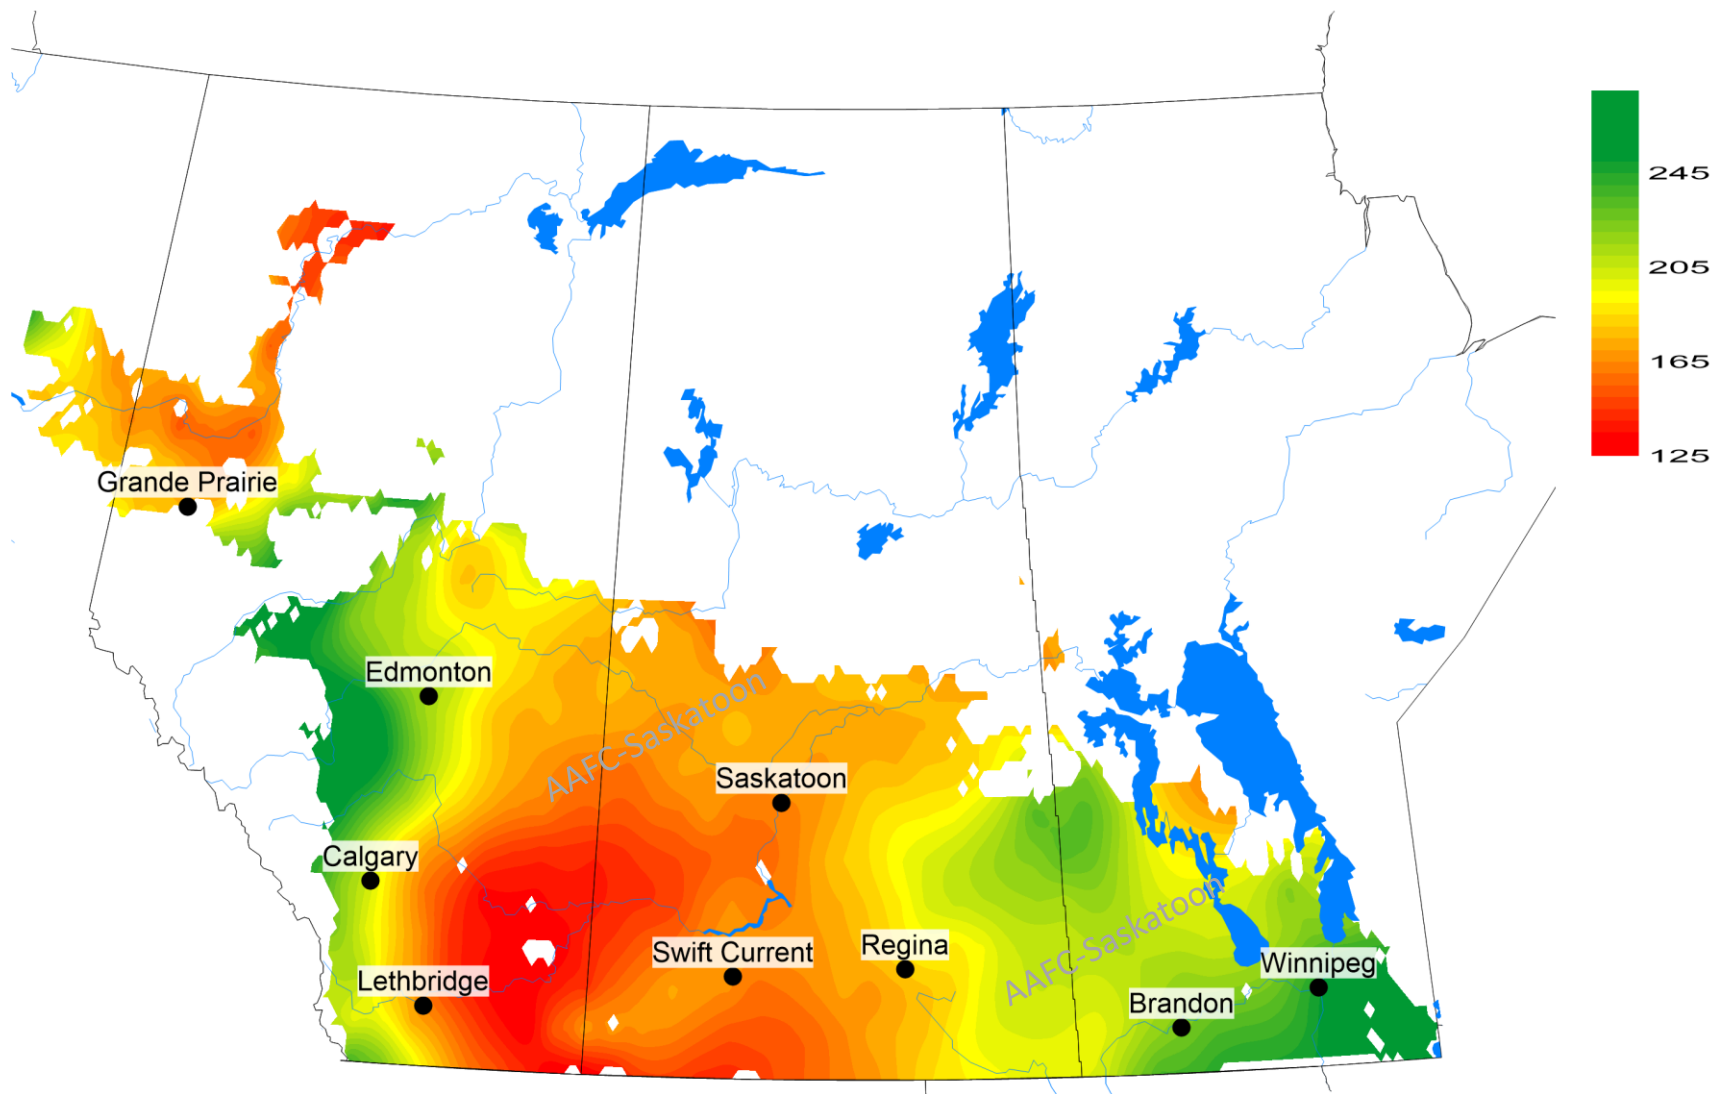 245
205
165
125
Grande Prairie
Edmonton
AAFC-Saskatoon
Saskatoon
Calgary
AAFC-Saskatoon
Swift Current
Regina
Lethbridge
Winnipeg
Brandon